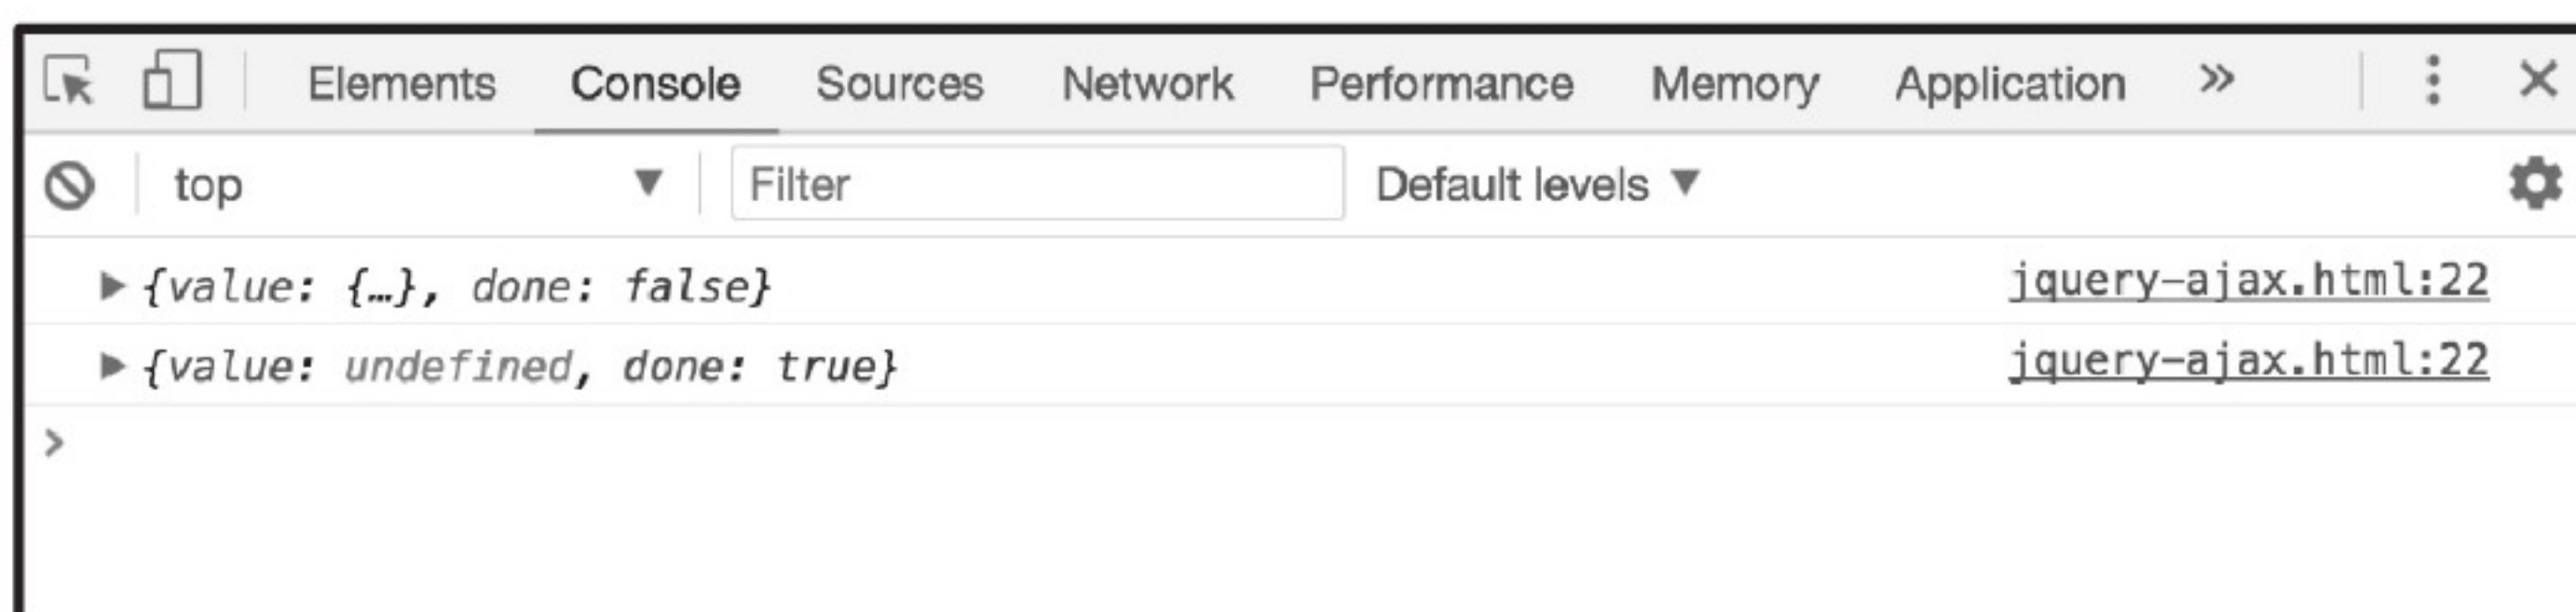 Elements Console Sources Network Performance Memory Application »
top ▼ Filter Default levels ▼
▶ {value: {…}, done: false} jquery-ajax.html:22
▶ {value: undefined, done: true} jquery-ajax.html:22
>